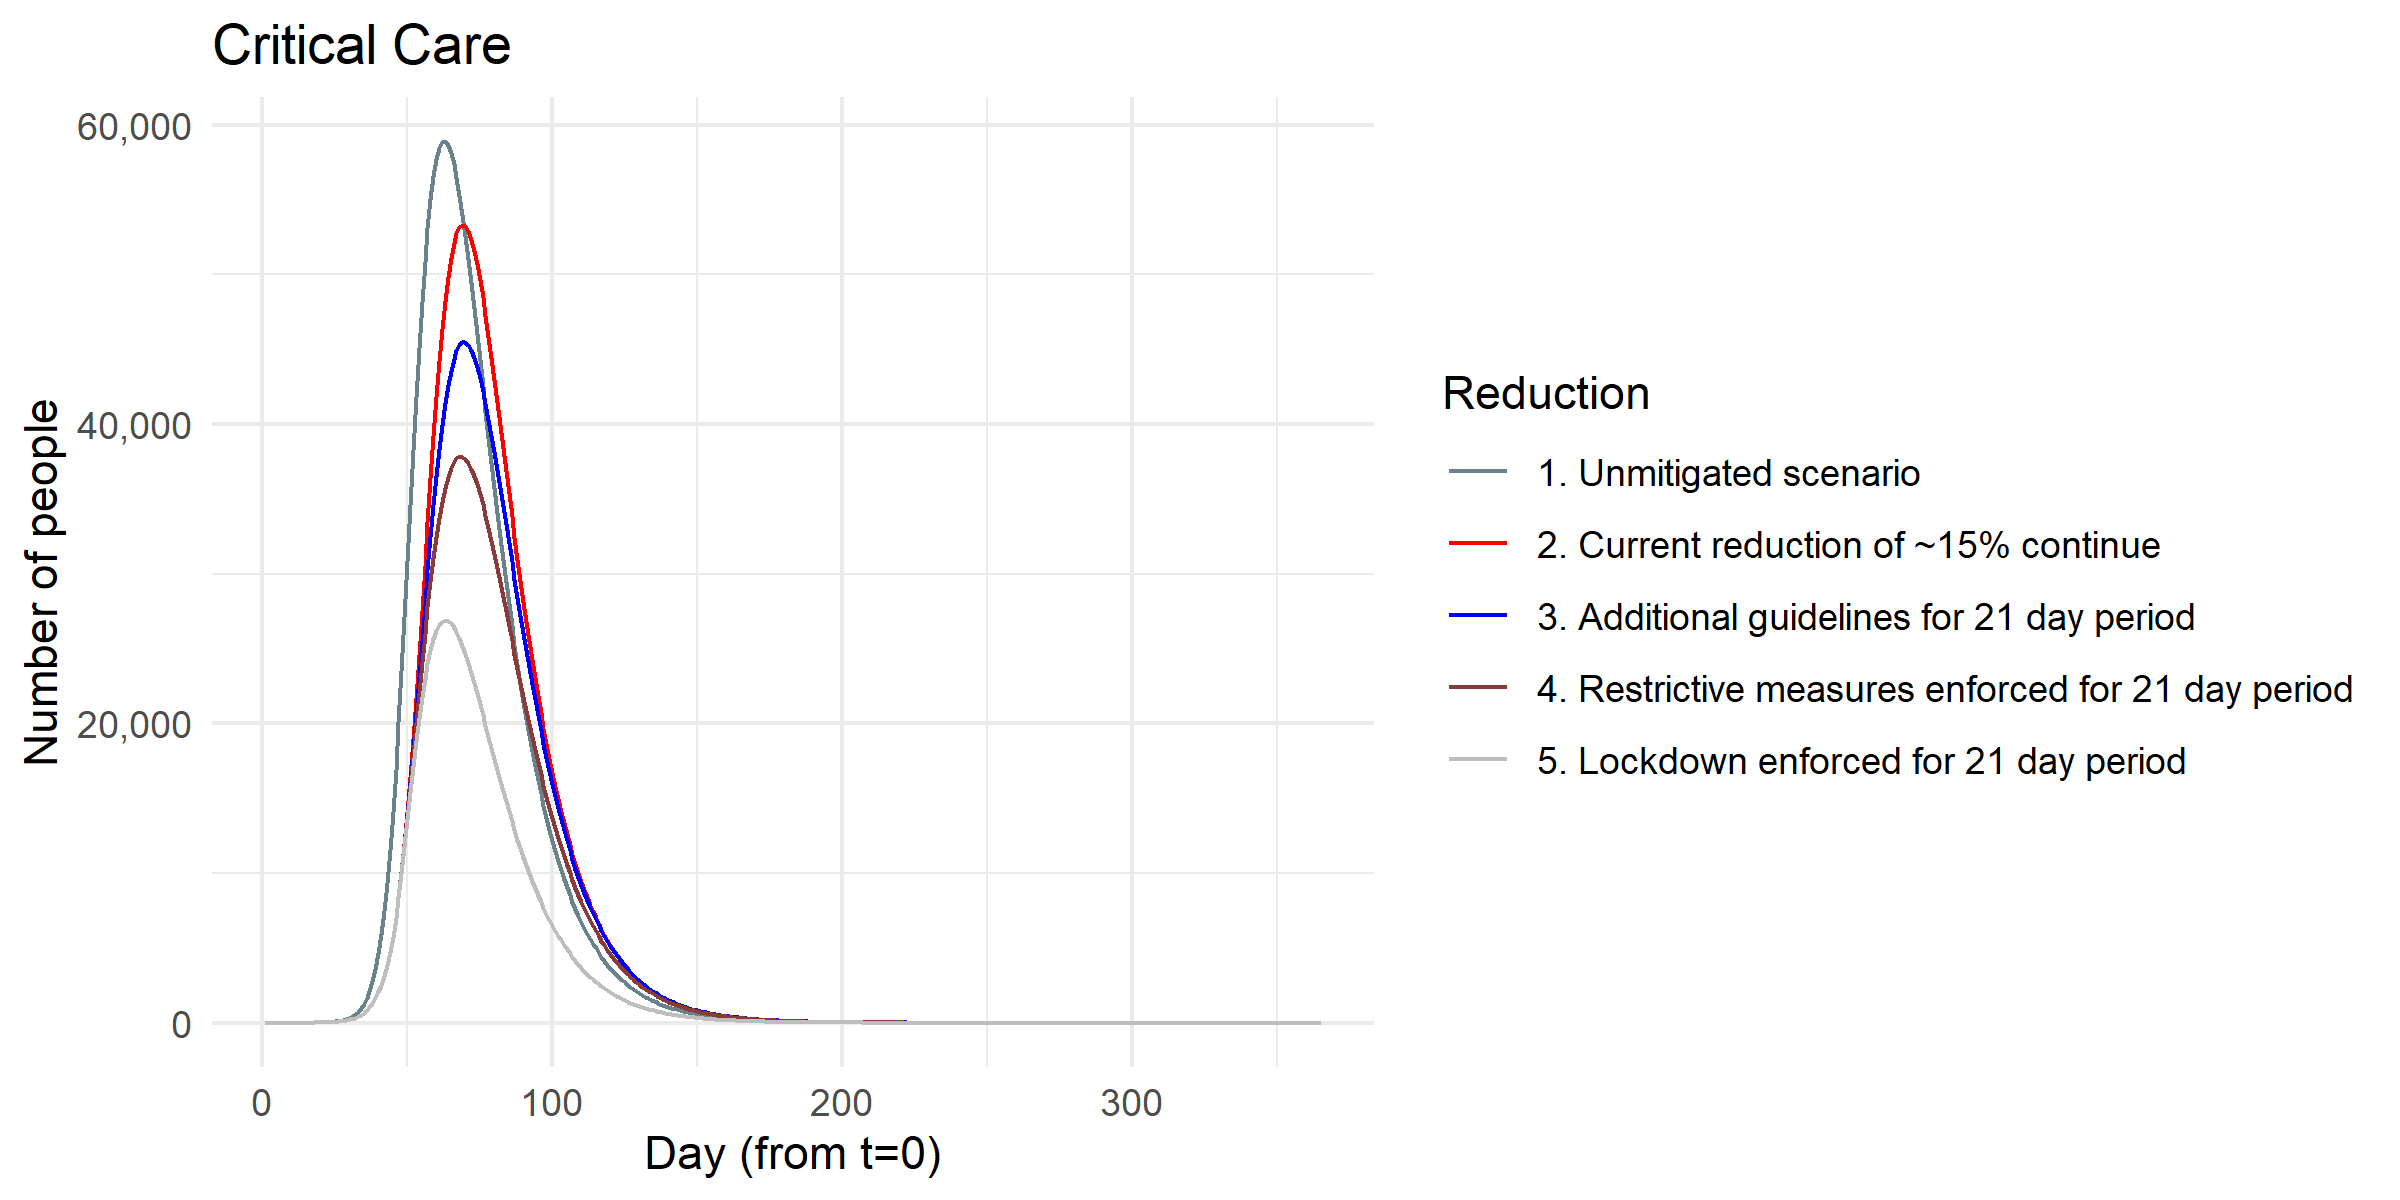 Critical Care
60,000
40,000
20,000
0
Number of people
0 100 200 300
Day (from t=0)
Reduction
1. Unmitigated scenario
2. Current reduction of ~15% continue
3. Additional guidelines for 21 day period
4. Restrictive measures enforced for 21 day period
5. Lockdown enforced for 21 day period